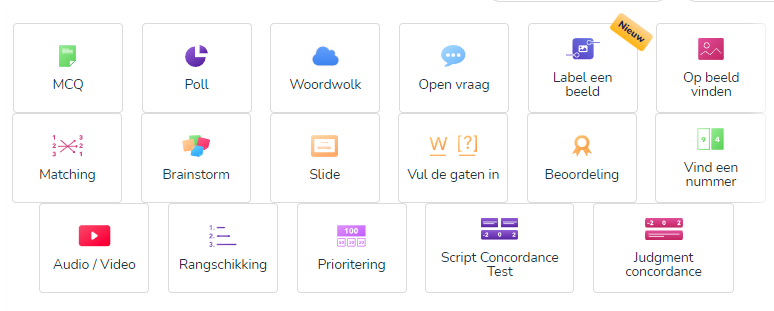 Nieuw
MCQ
Poll
Woordwolk
Open vraag
Label een
beeld
Op beeld
vinden
1 3
2 1
3 2
W [?]
9 4
Matching
Brainstorm
Slide
Vul de gaten in
Beoordeling
Vind een
nummer
1.
2.
3.
100
-2 0 2
-2 0 2
Audio / Video
Rangschikking
Prioritering
Script Concordance
Test
Judgment
concordance